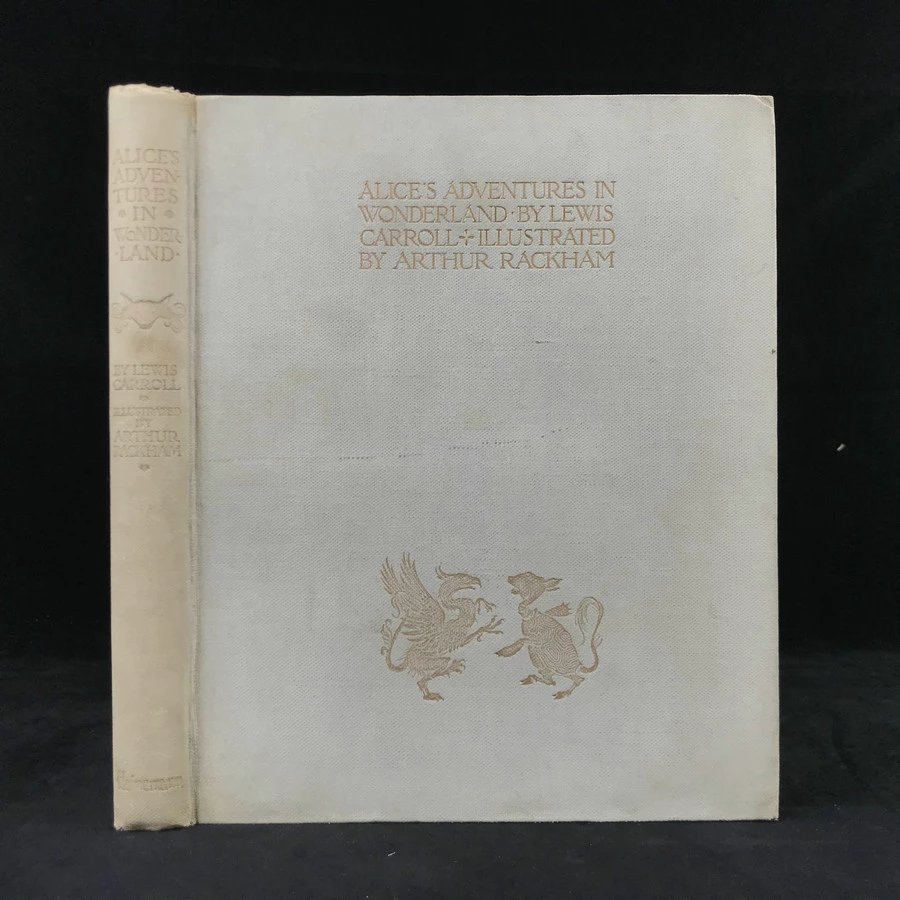 ALICE'S
ADVEN-
TURES
IN
WONDER-
LAND
BY LEWIS
CARROLL
ILLUSTRATED
BY
ARTHUR
RACKHAM
Heinemann
ALICE'S ADVENTURES IN
WONDERLAND · BY LEWIS
CARROLL ✢ ILLUSTRATED
BY ARTHUR RACKHAM